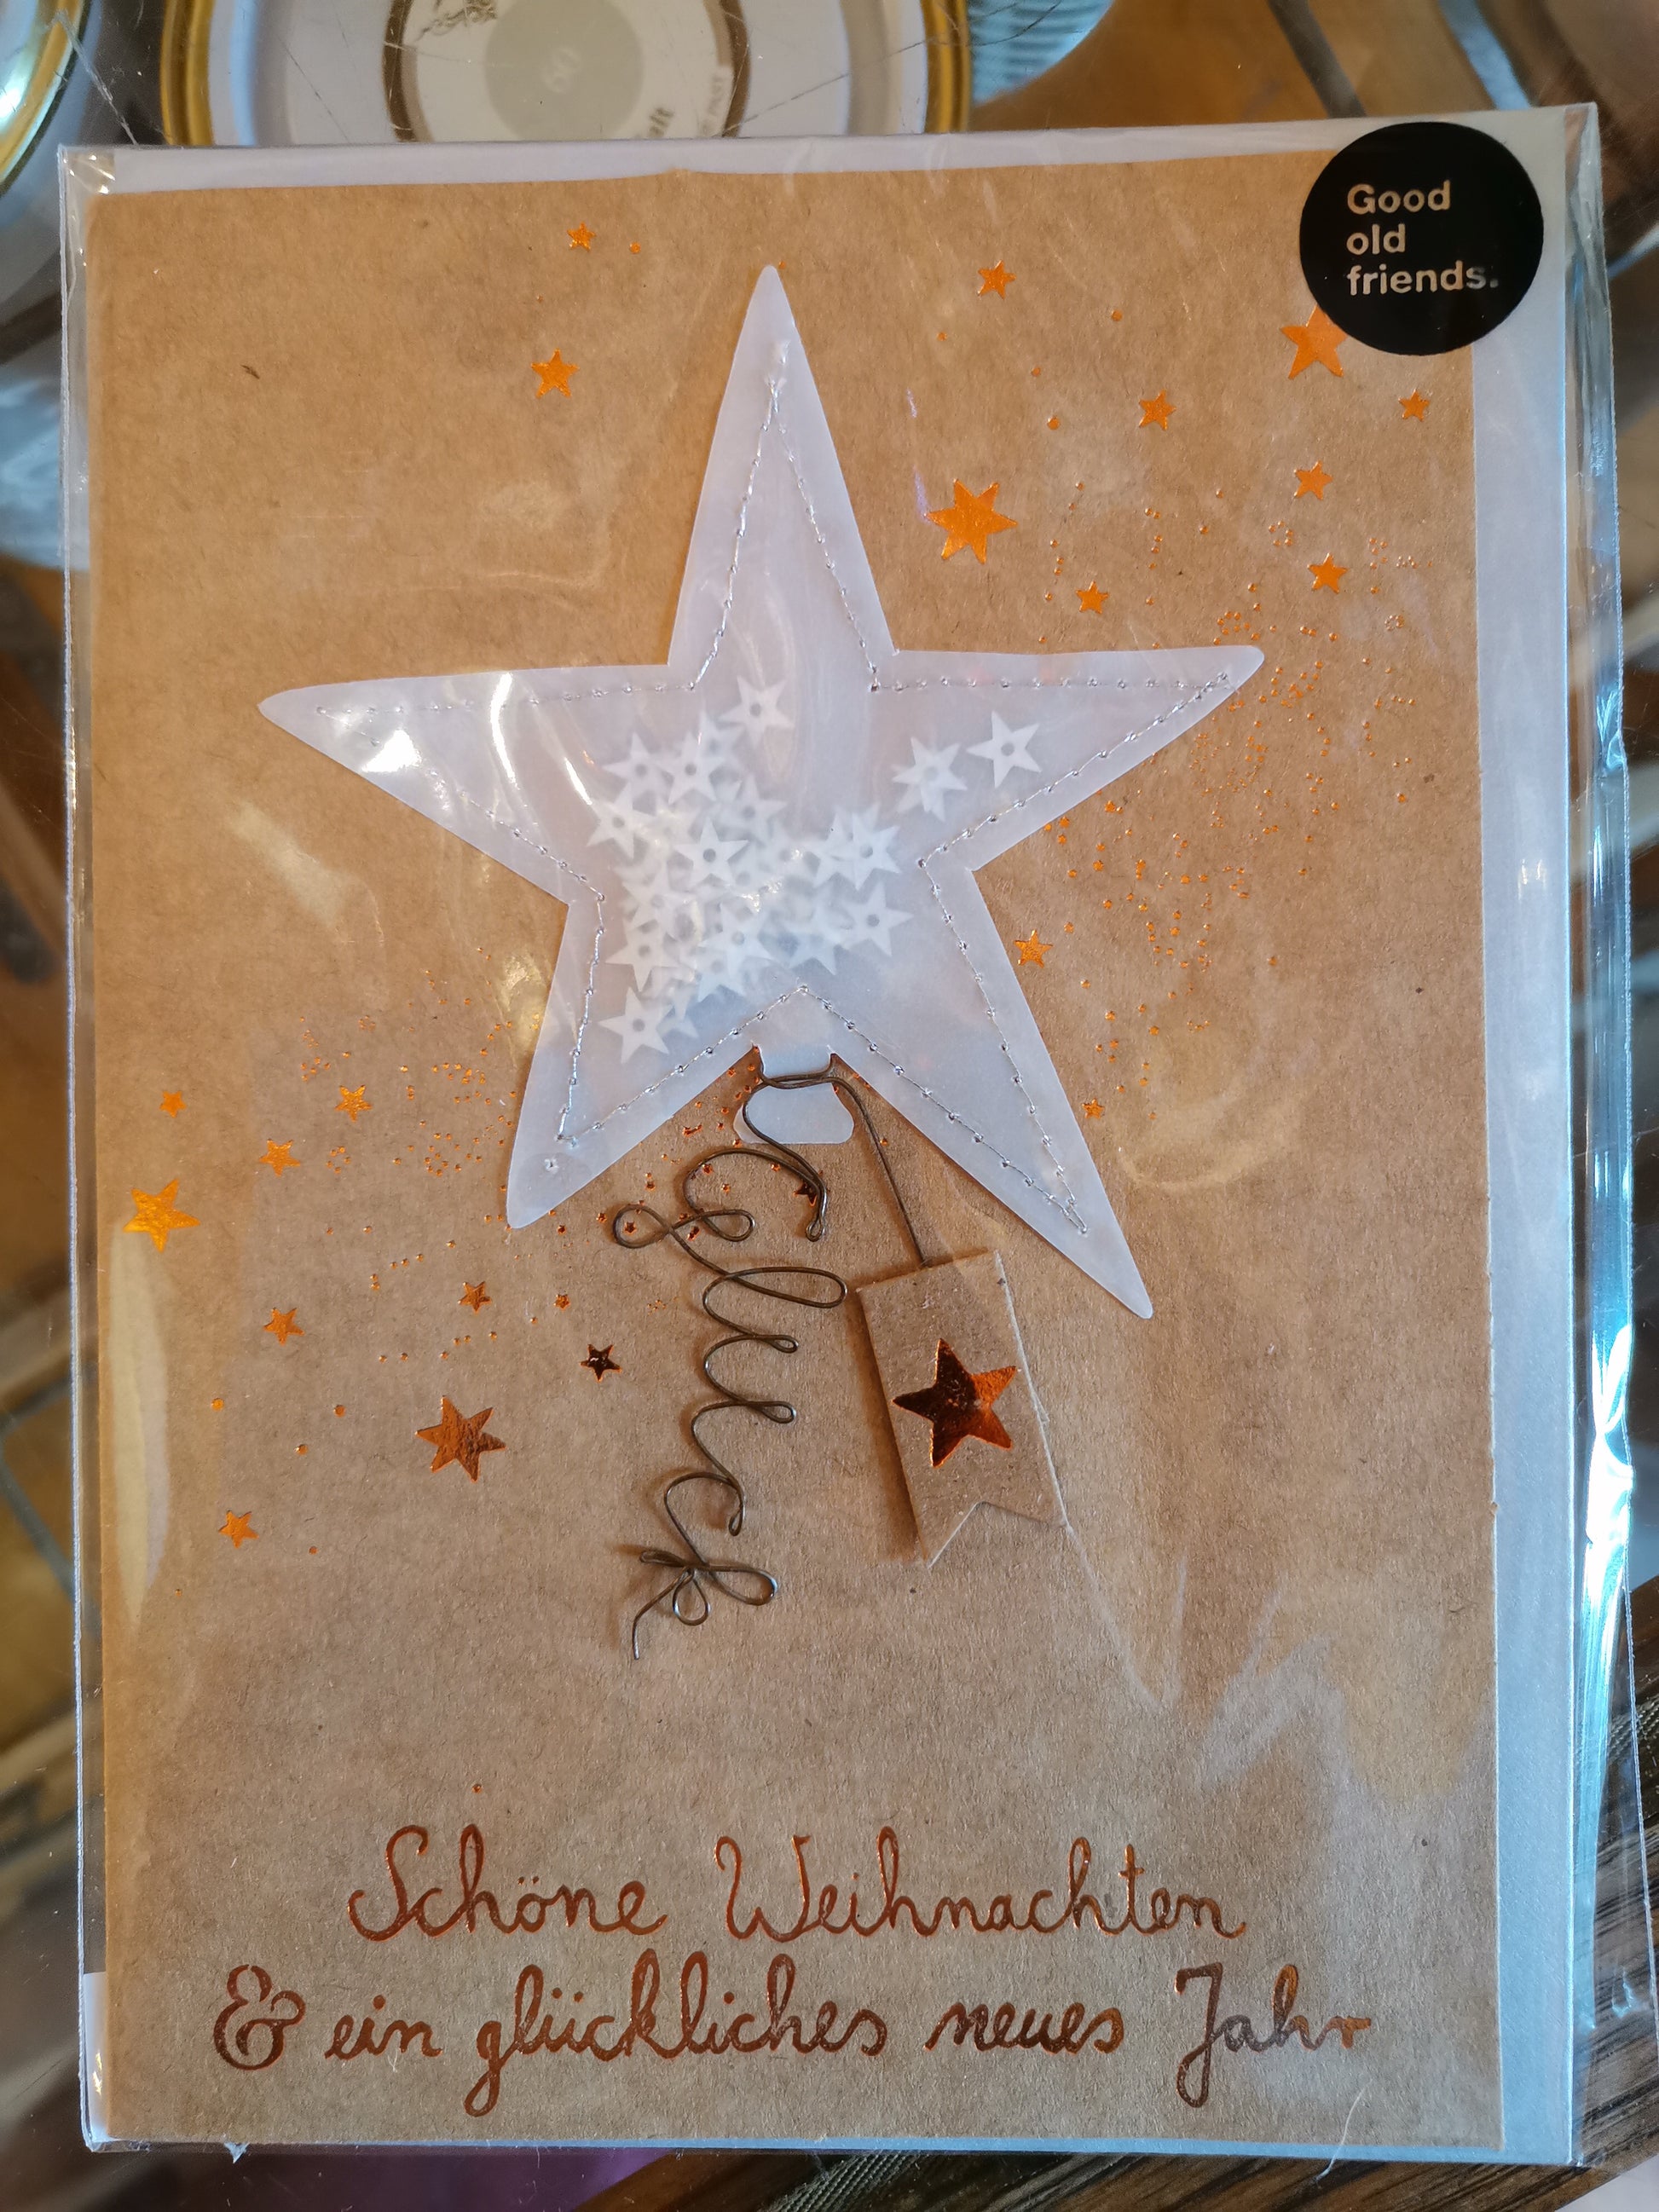 Good
old
friends.
Glück
Schöne Weihnachten
& ein glückliches neues Jahr